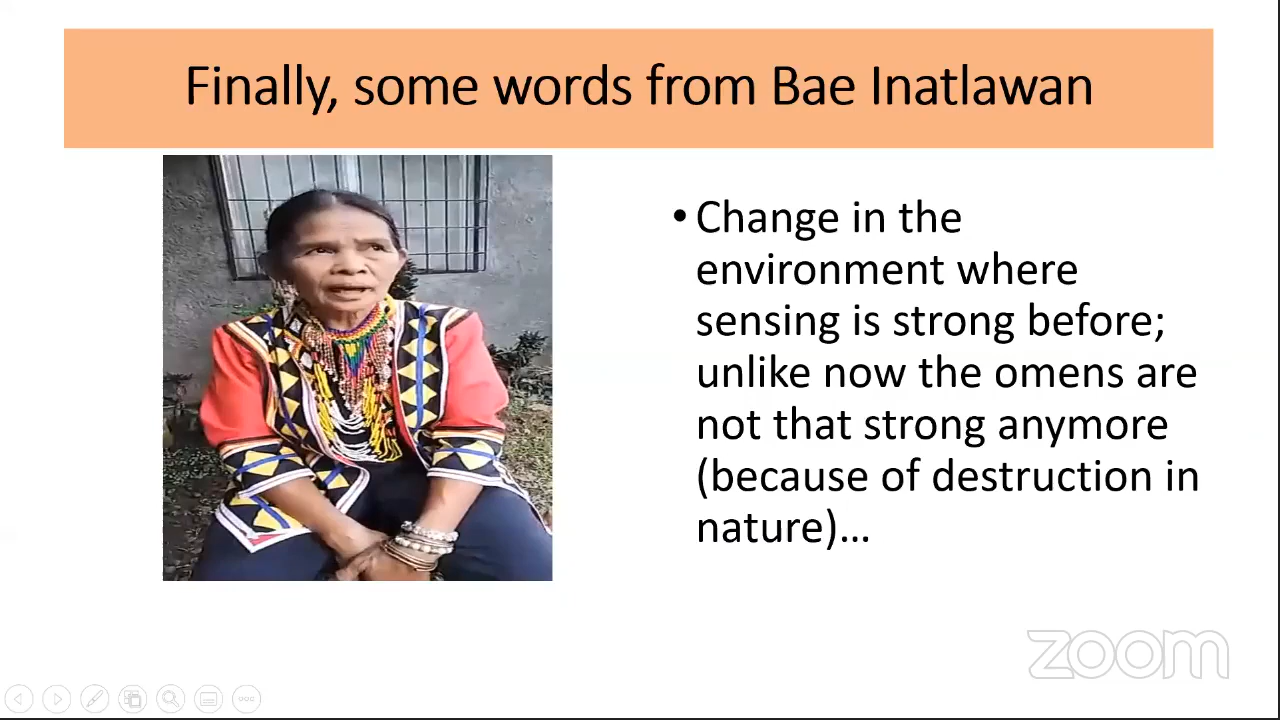 Finally, some words from Bae Inatlawan
• Change in the
environment where
sensing is strong before;
unlike now the omens are
not that strong anymore
(because of destruction in
nature)...
zoom